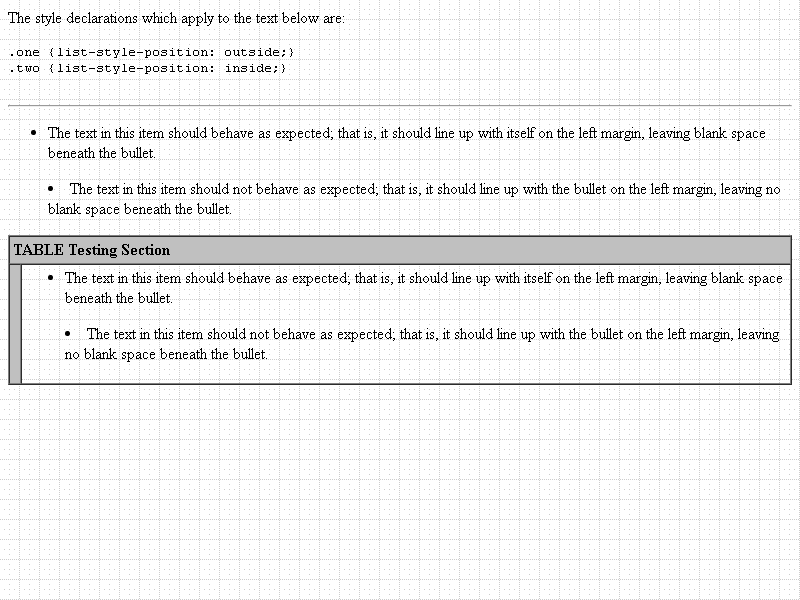 The style declarations which apply to the text below are:
.one {list-style-position: outside;}
.two {list-style-position: inside;}
• The text in this item should behave as expected; that is, it should line up with itself on the left margin, leaving blank space
beneath the bullet.
• The text in this item should not behave as expected; that is, it should line up with the bullet on the left margin, leaving no
blank space beneath the bullet.
TABLE Testing Section
• The text in this item should behave as expected; that is, it should line up with itself on the left margin, leaving blank space
beneath the bullet.
• The text in this item should not behave as expected; that is, it should line up with the bullet on the left margin, leaving
no blank space beneath the bullet.